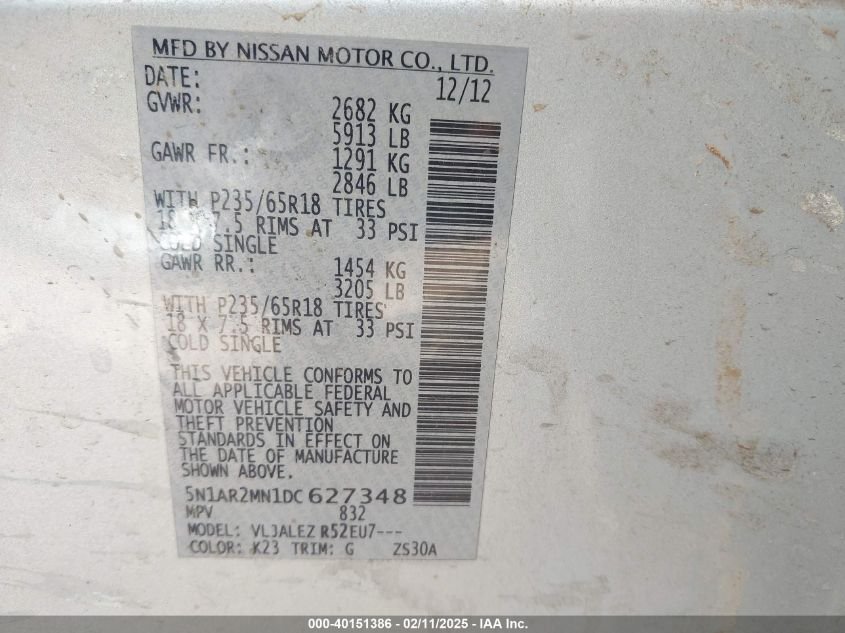 MFD BY NISSAN MOTOR CO., LTD.
DATE: 12/12
GVWR: 2682 KG
5913 LB
GAWR FR.: 1291 KG
2846 LB
WITH P235/65R18 TIRES
18 X 7.5 RIMS AT 33 PSI
COLD SINGLE
GAWR RR.: 1454 KG
3205 LB
WITH P235/65R18 TIRES
18 X 7.5 RIMS AT 33 PSI
COLD SINGLE
THIS VEHICLE CONFORMS TO
ALL APPLICABLE FEDERAL
MOTOR VEHICLE SAFETY AND
THEFT PREVENTION
STANDARDS IN EFFECT ON
THE DATE OF MANUFACTURE
SHOWN ABOVE.
5N1AR2MN1DC 627348
MPV 832
MODEL: VLJALEZ R52EU7---
COLOR: K23 TRIM: G ZS30A
000-40151386 - 02/11/2025 - IAA Inc.